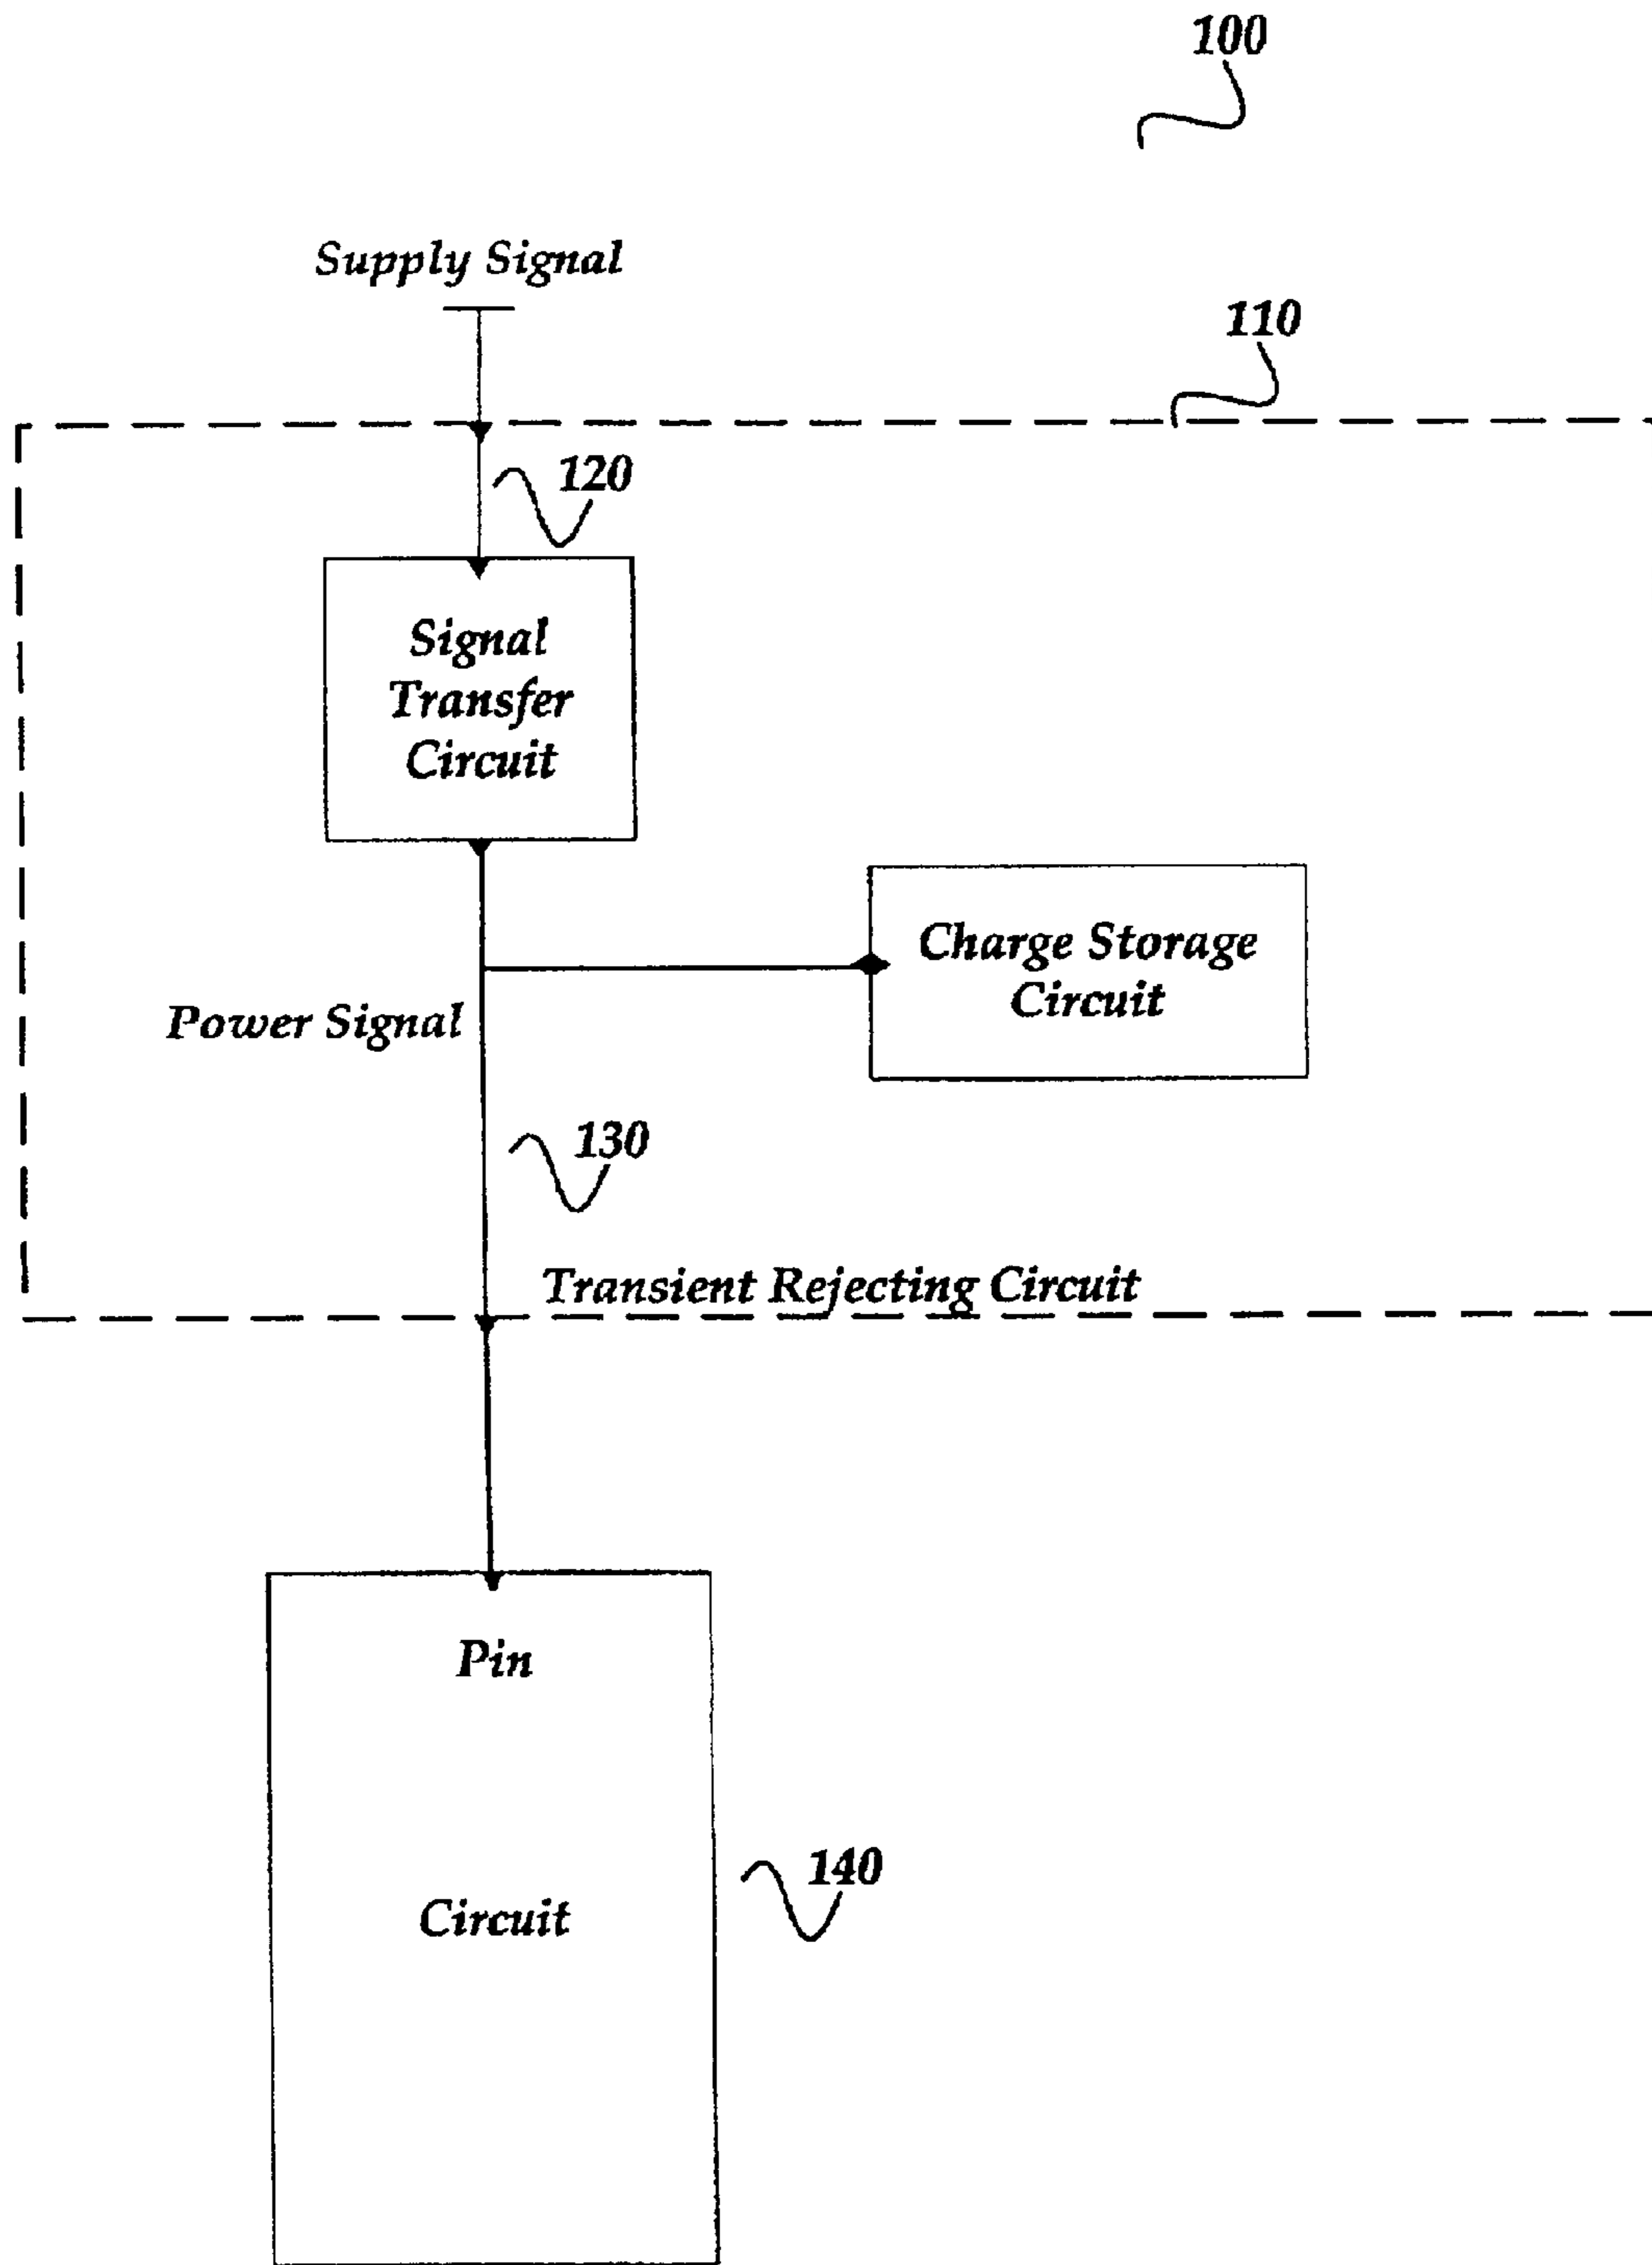 100
Supply Signal
110
120
Signal
Transfer
Circuit
Charge Storage
Circuit
Power Signal
130
Transient Rejecting Circuit
Pin
140
Circuit